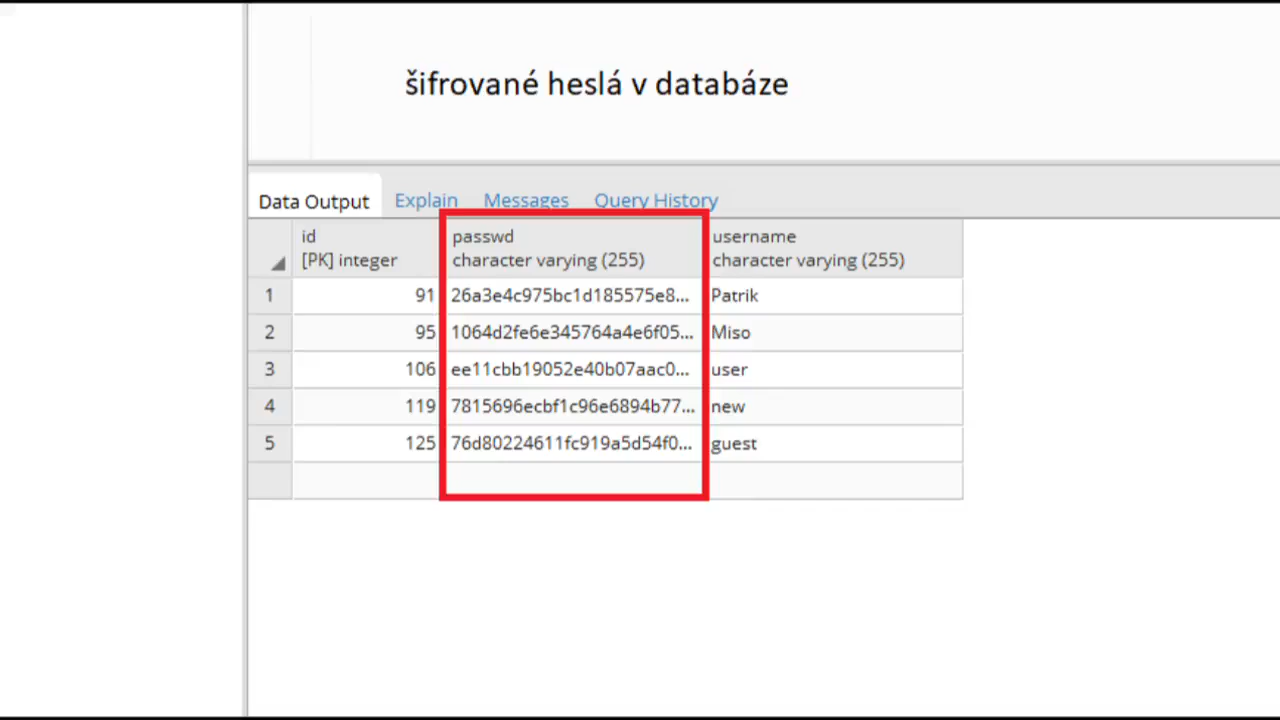 šifrované heslá v databáze
Data Output Explain Messages Query History
id passwd username
[PK] integer character varying (255) character varying (255)
1 91 26a3e4c975bc1d185575e8... Patrik
2 95 1064d2fe6e345764a4e6f05... Miso
3 106 ee11cbb19052e40b07aac0... user
4 119 7815696ecbf1c96e6894b77... new
5 125 76d80224611fc919a5d54f0... guest